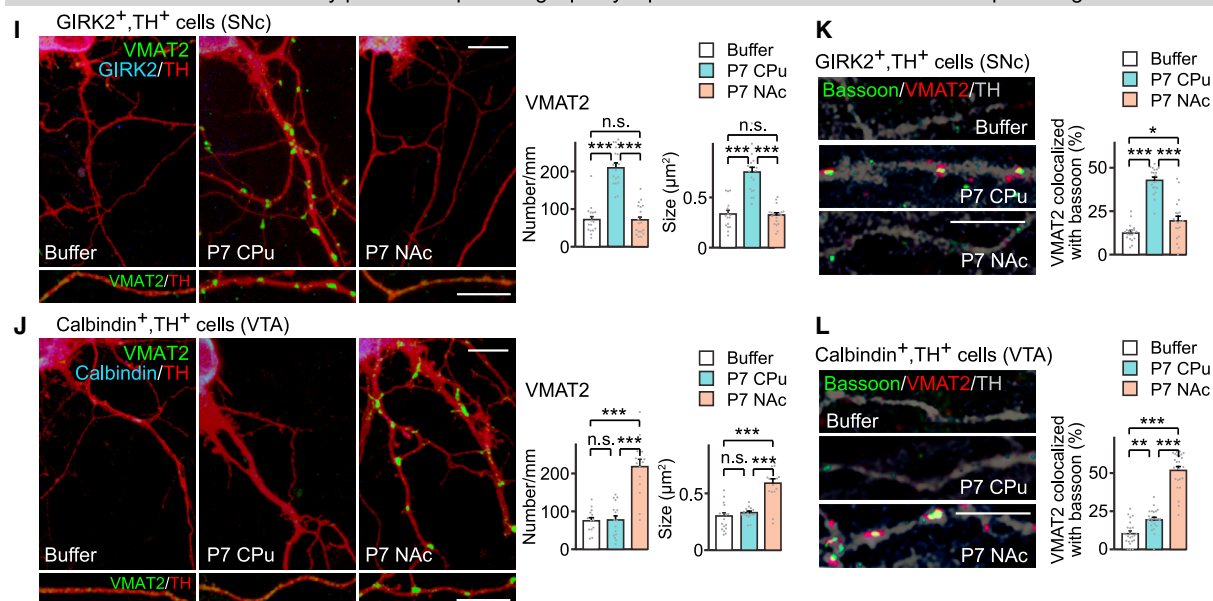 I
GIRK2⁺,TH⁺ cells (SNc)
VMAT2
GIRK2/TH
Buffer
P7 CPu
P7 NAc
VMAT2/TH
Buffer
P7 CPu
P7 NAc
VMAT2
n.s.
*** ***
Number/mm
200
100
0
n.s.
*** ***
Size (μm²)
0.5
0
K
GIRK2⁺,TH⁺ cells (SNc)
Buffer
P7 CPu
P7 NAc
Bassoon/VMAT2/TH
Buffer
P7 CPu
P7 NAc
*
*** ***
VMAT2 colocalized
with bassoon (%)
50
25
0
J
Calbindin⁺,TH⁺ cells (VTA)
VMAT2
Calbindin/TH
Buffer
P7 CPu
P7 NAc
VMAT2/TH
Buffer
P7 CPu
P7 NAc
VMAT2
***
n.s. ***
Number/mm
200
100
0
***
n.s. ***
Size (μm²)
0.5
0
L
Calbindin⁺,TH⁺ cells (VTA)
Buffer
P7 CPu
P7 NAc
Bassoon/VMAT2/TH
Buffer
P7 CPu
P7 NAc
***
** ***
VMAT2 colocalized
with bassoon (%)
50
25
0